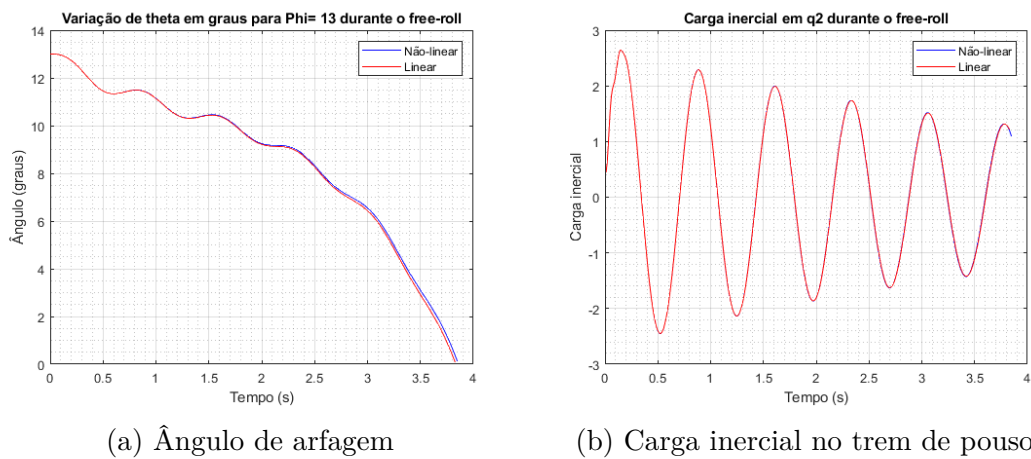 Variação de theta em graus para Phi= 13 durante o free-roll
14
12
10
8
6
4
2
0
Ângulo (graus)
Não-linear
Linear
0
0.5
1
1.5
2
2.5
3
3.5
4
Tempo (s)
(a) Ângulo de arfagem
Carga inercial em q2 durante o free-roll
3
2
1
0
-1
-2
-3
Carga inercial
Não-linear
Linear
0
0.5
1
1.5
2
2.5
3
3.5
4
Tempo (s)
(b) Carga inercial no trem de pouso